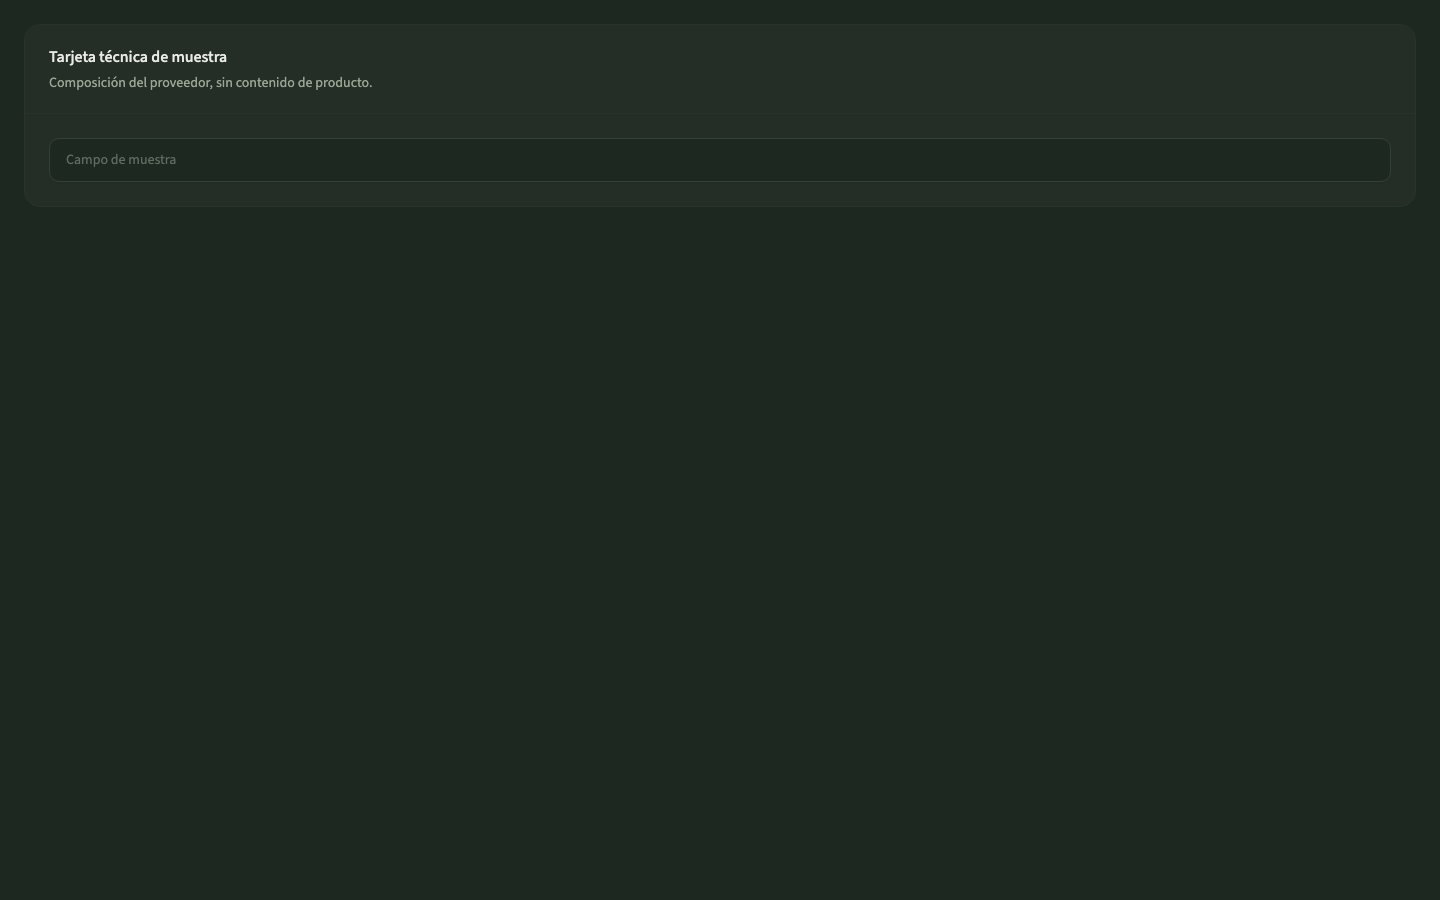 Tarjeta técnica de muestra
Composición del proveedor, sin contenido de producto.
Campo de muestra